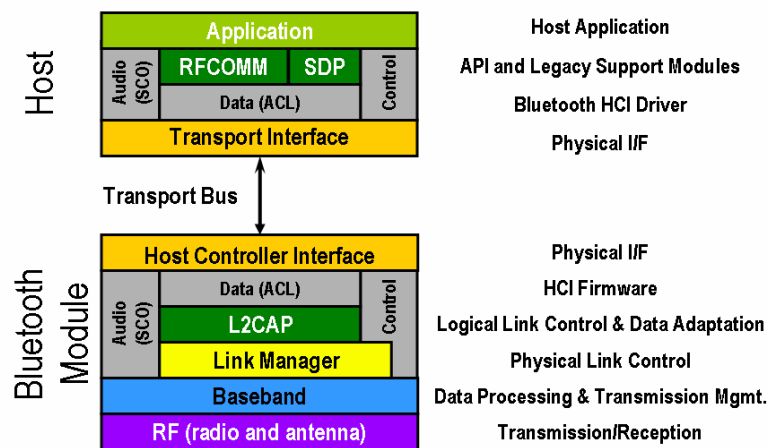 Application
Host Application
Host
Audio
(SCO)
RFCOMM
SDP
Control
API and Legacy Support Modules
Data (ACL)
Bluetooth HCI Driver
Transport Interface
Physical I/F
Transport Bus
Host Controller Interface
Physical I/F
Bluetooth
Module
Audio
(SCO)
Data (ACL)
Control
HCI Firmware
L2CAP
Logical Link Control & Data Adaptation
Link Manager
Physical Link Control
Baseband
Data Processing & Transmission Mgmt.
RF (radio and antenna)
Transmission/Reception